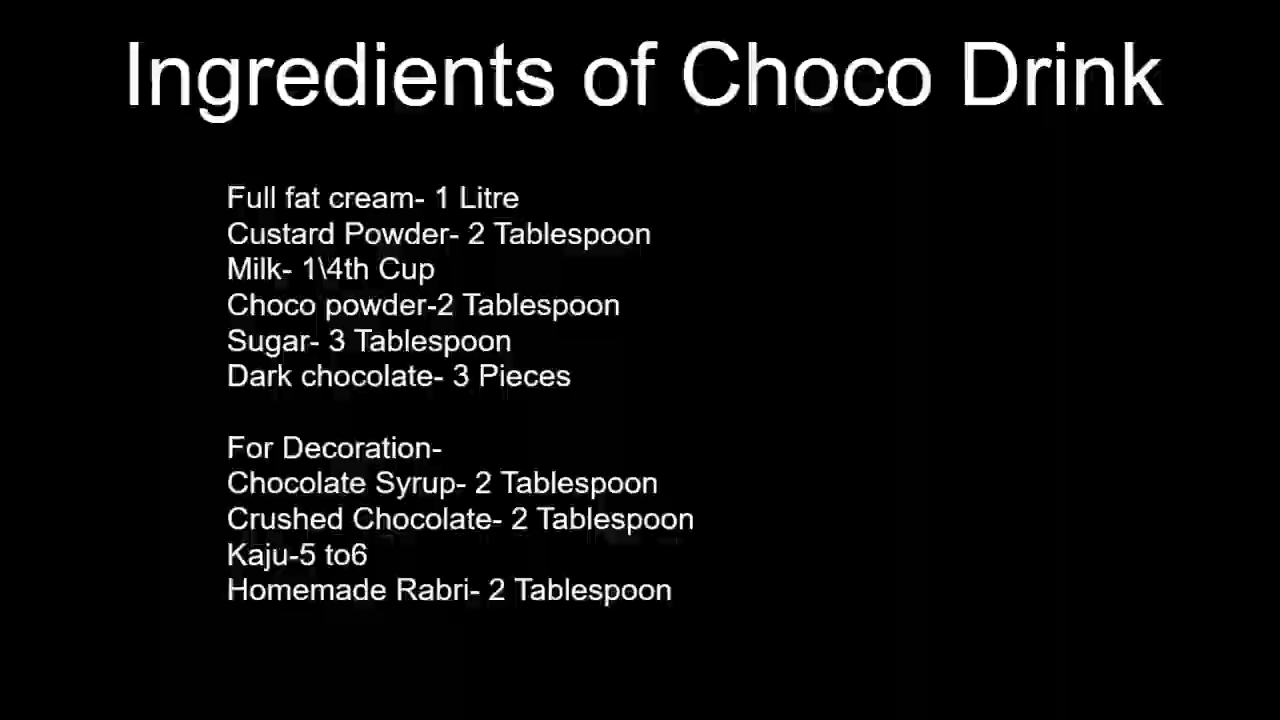 Ingredients of Choco Drink
Full fat cream- 1 Litre
Custard Powder- 2 Tablespoon
Milk- 1\4th Cup
Choco powder-2 Tablespoon
Sugar- 3 Tablespoon
Dark chocolate- 3 Pieces
For Decoration-
Chocolate Syrup- 2 Tablespoon
Crushed Chocolate- 2 Tablespoon
Kaju-5 to6
Homemade Rabri- 2 Tablespoon